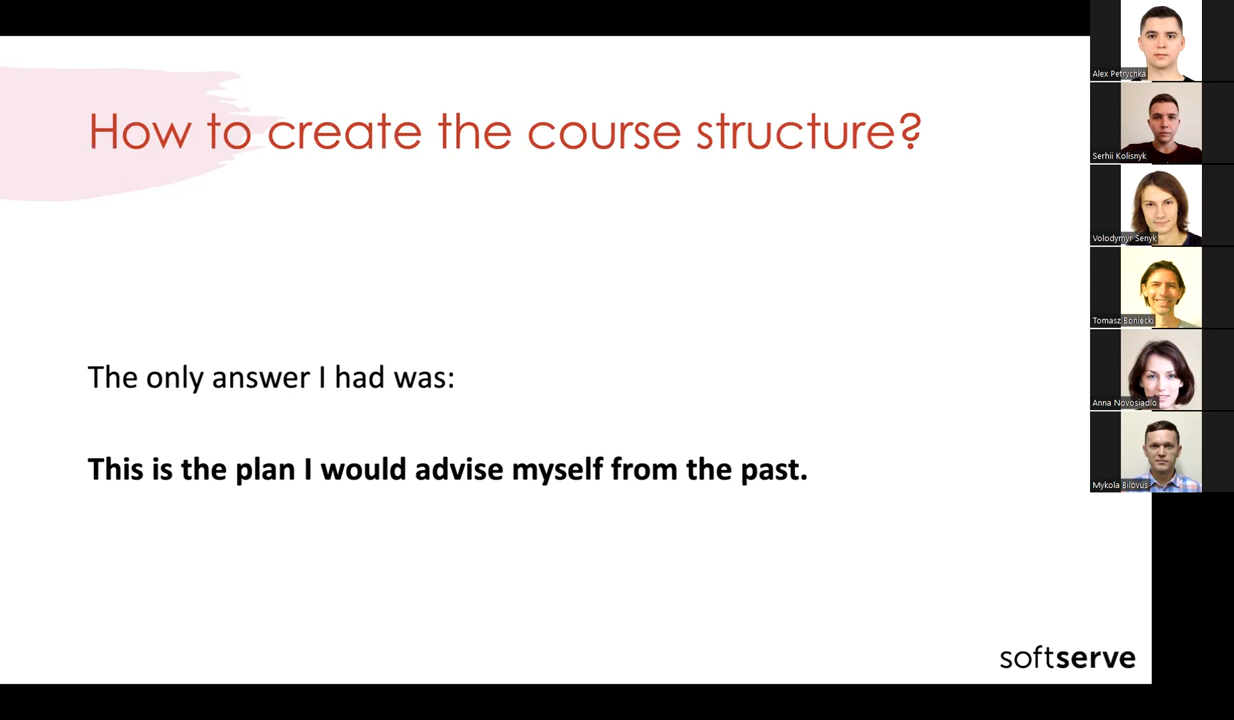 How to create the course structure?
The only answer I had was:
This is the plan I would advise myself from the past.
softserve
Alex Petrychka
Serhii Kolisnyk
Volodymyr Senyk
Tomasz Boniecki
Anna Novosiadlo
Mykola Bilovus